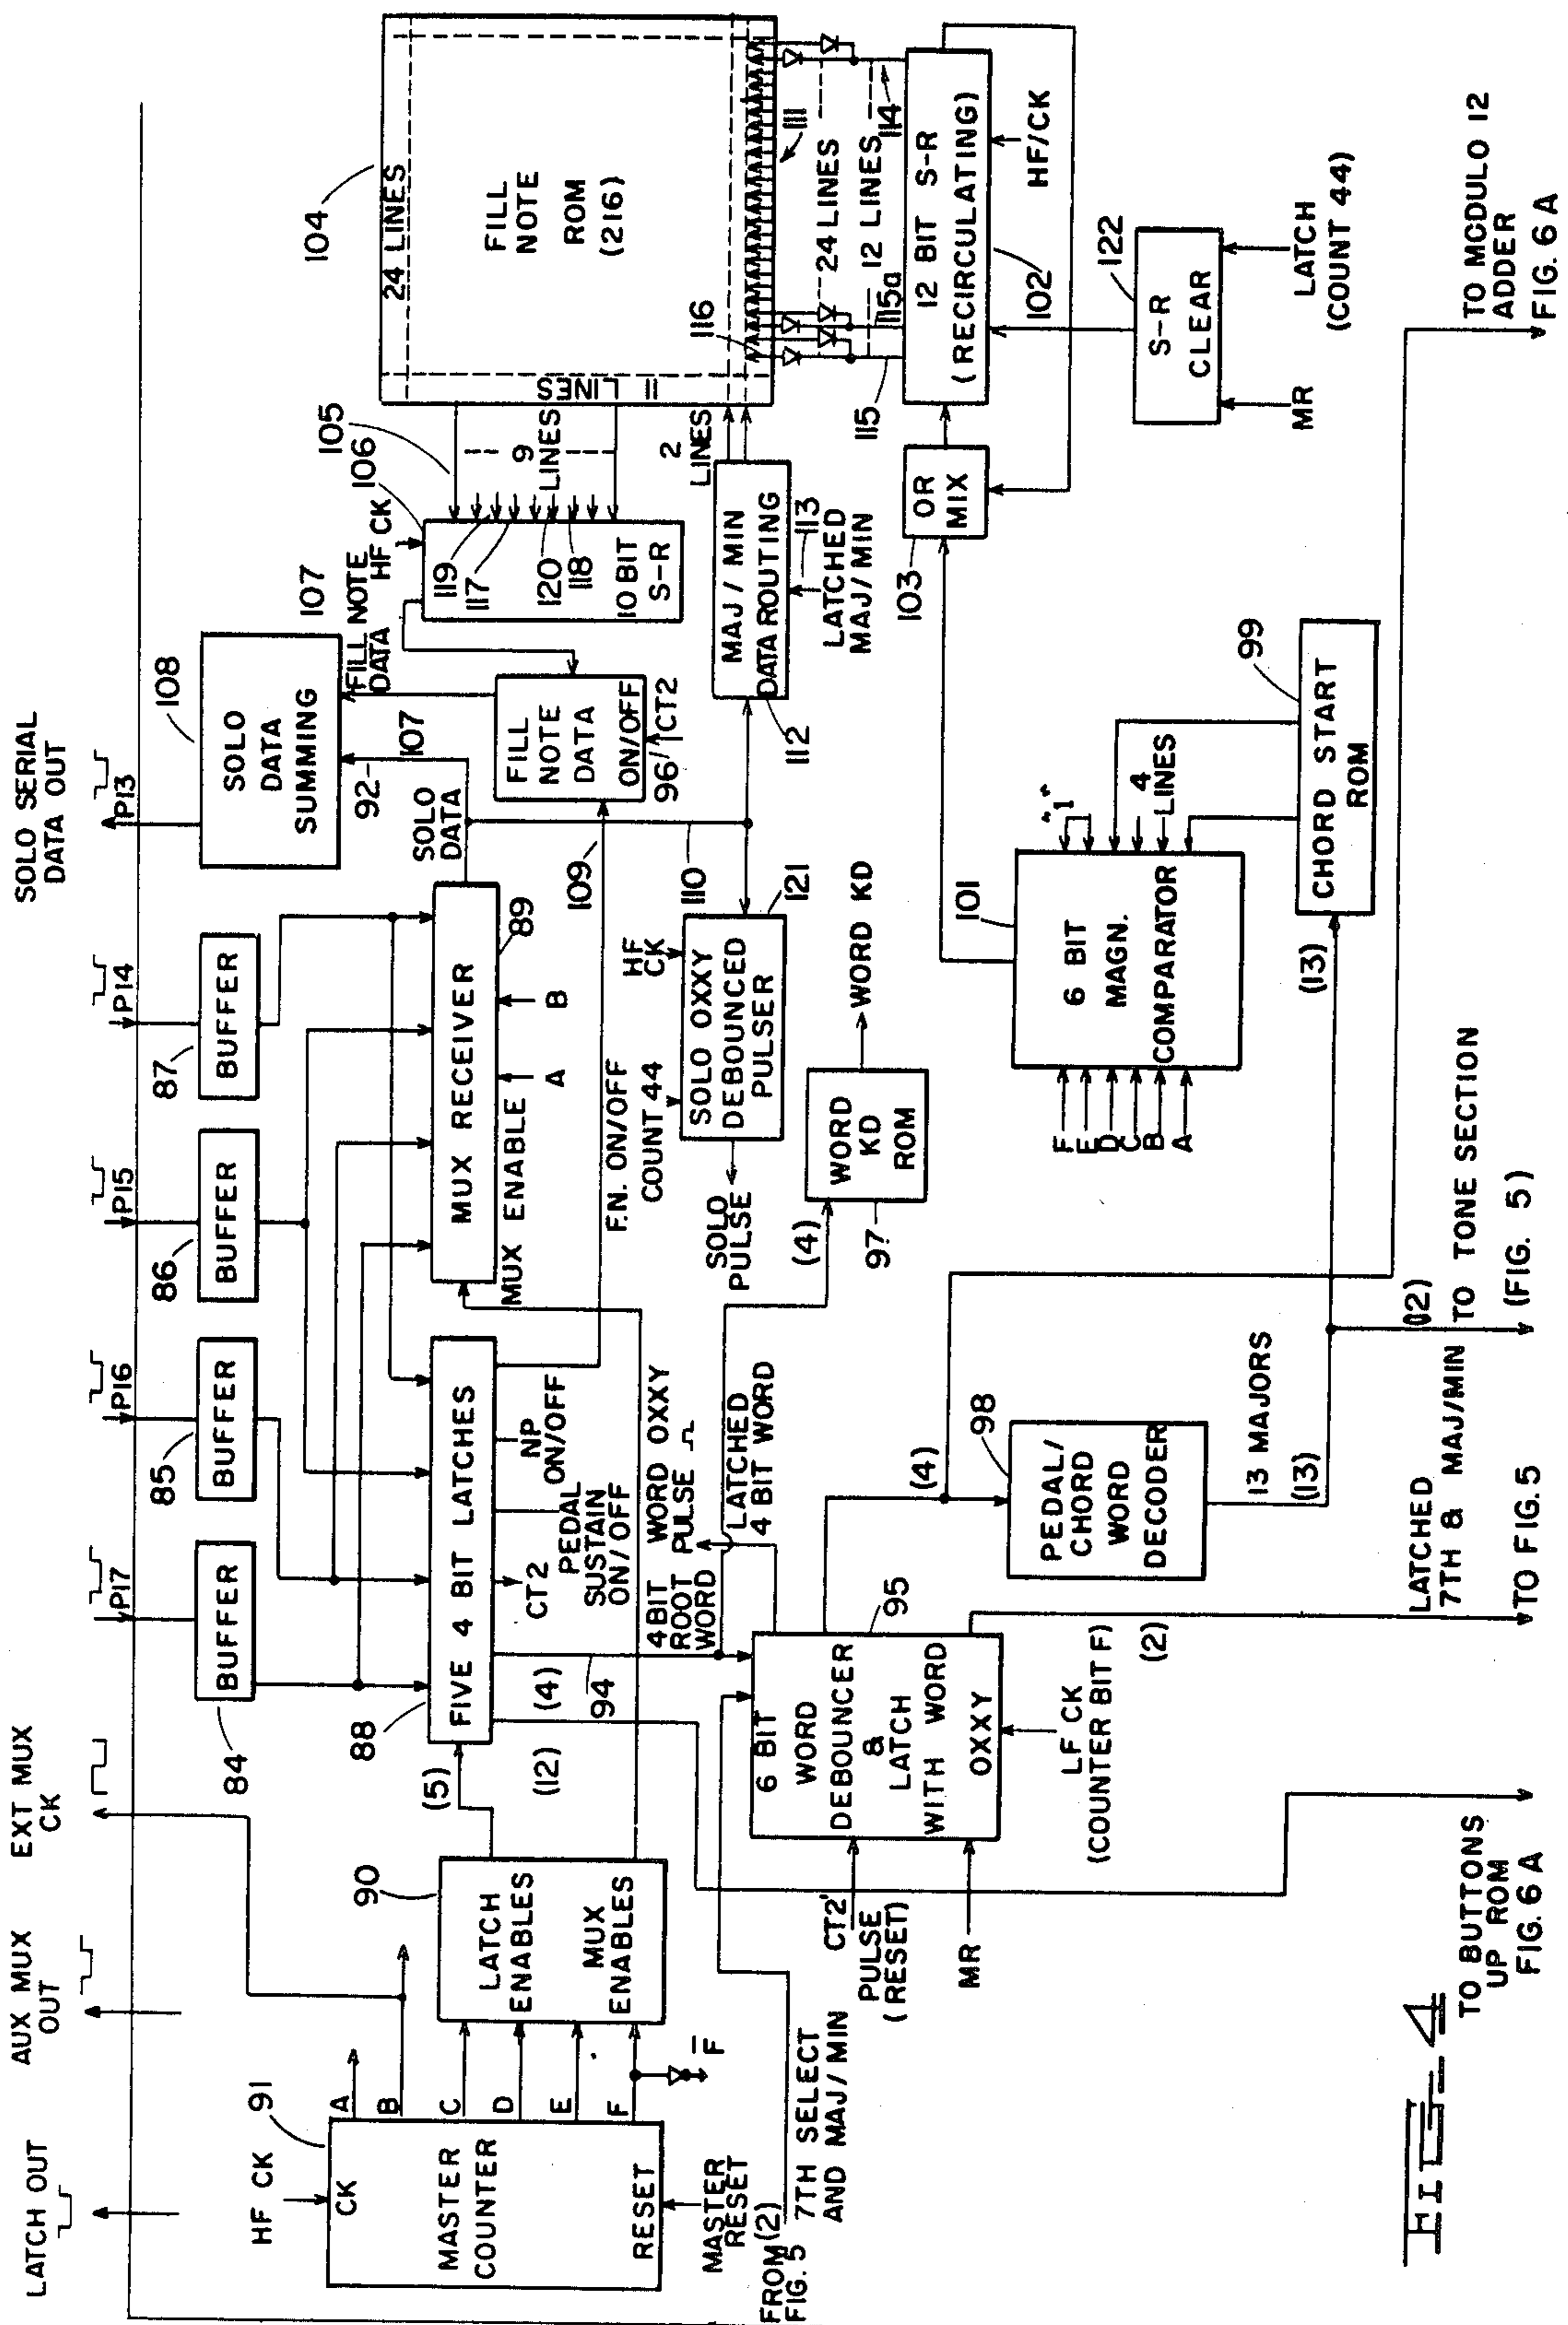 LATCH OUT
AUX MUX
OUT
EXT MUX
CK
SOLO SERIAL
DATA OUT
P17
P16
P15
P14
P13
84
BUFFER
85
BUFFER
86
BUFFER
87
BUFFER
108
SOLO
DATA
SUMMING
104
24 LINES
FILL
NOTE
ROM
(216)
11 LINES
HF CK
91
CK
MASTER
COUNTER
RESET
A
B
C
D
E
F
F
MASTER
RESET
90
LATCH
ENABLES
MUX
ENABLES
(5)
(12)
88
FIVE 4 BIT LATCHES
(4)
94
CT2
PEDAL
SUSTAIN
ON/OFF
NP
ON/OFF
MUX RECEIVER
89
MUX ENABLE
A
B
F.N. ON/OFF
109
SOLO
DATA
92
107
FILL NOTE
DATA
107
FILL
NOTE
DATA
ON/OFF
96
CT2
HF CK
106
105
9
LINES
119
117
120
118
10 BIT
S-R
2
LINES
MAJ/MIN
DATA ROUTING
112
113
LATCHED
MAJ/MIN
110
HF
CK
COUNT 44
SOLO OXXY
DEBOUNCED
PULSER
121
SOLO
PULSE
4 BIT
ROOT
WORD
WORD OXXY
PULSE
LATCHED
4 BIT WORD
(4)
WORD
KD
ROM
97
WORD KD
FROM (2)
FIG. 5
7TH SELECT
AND MAJ/MIN
CT2'
PULSE
(RESET)
MR
6 BIT
WORD
DEBOUNCER
&
LATCH
WITH WORD
OXXY
95
LF CK
(COUNTER BIT F)
(2)
(4)
98
PEDAL/
CHORD
WORD
DECODER
13 MAJORS
(13)
(13)
(12)
F
E
D
C
B
A
101
6 BIT
MAGN.
COMPARATOR
"1"
4
LINES
99
CHORD START
ROM
103
OR
MIX
116
111
24 LINES
12 LINES
115
115a
114
12 BIT S-R
(RECIRCULATING)
102
HF/CK
122
S-R
CLEAR
MR
LATCH
(COUNT 44)
TO BUTTONS
UP ROM
FIG. 6A
LATCHED
7TH & MAJ/MIN
TO FIG. 5
TO TONE SECTION
(FIG. 5)
TO MODULO 12
ADDER
FIG. 6A
FIG. 4